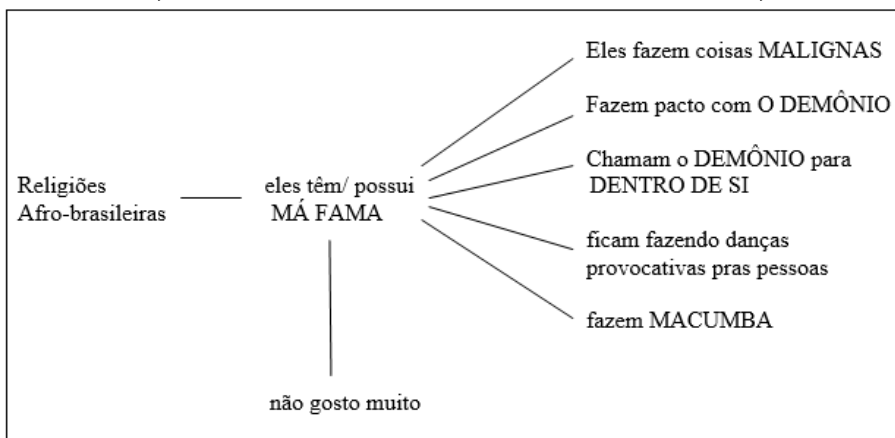 Eles fazem coisas MALIGNAS
Fazem pacto com O DEMÔNIO
Chamam o DEMÔNIO para
DENTRO DE SI
Religiões
Afro-brasileiras
eles têm/ possui
MÁ FAMA
ficam fazendo danças
provocativas pras pessoas
fazem MACUMBA
não gosto muito